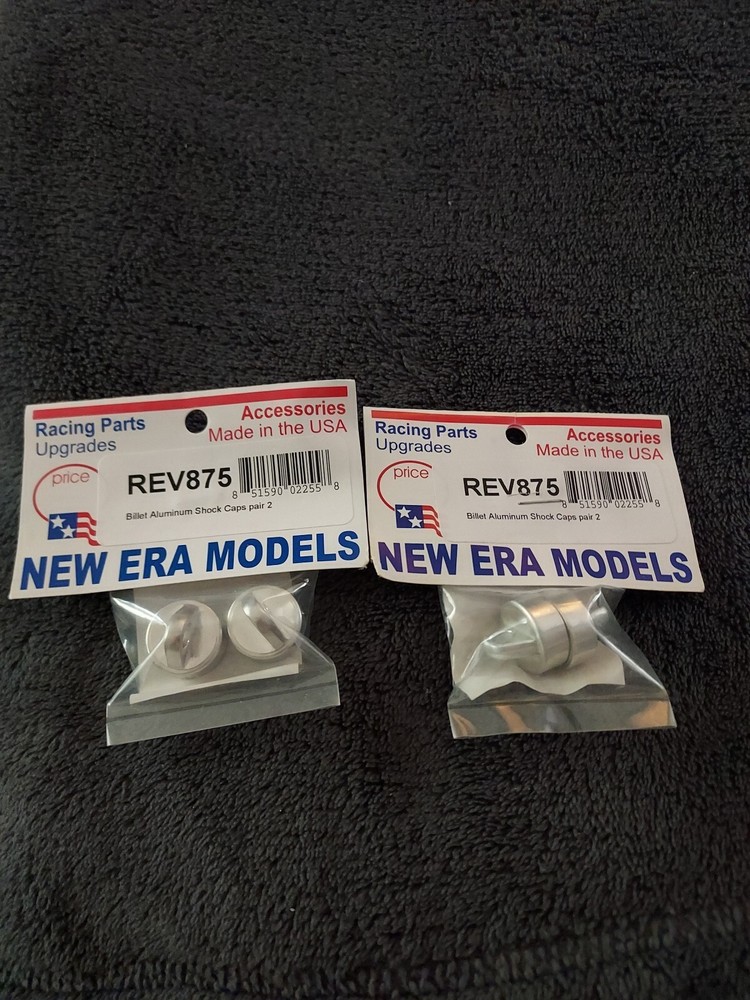 Racing Parts
Upgrades
Accessories
Made in the USA
price
REV875
8 51590 02255 8
Billet Aluminum Shock Caps pair 2
NEW ERA MODELS
Racing Parts
Upgrades
Accessories
Made in the USA
price
REV875
8 51590 02255 8
Billet Aluminum Shock Caps pair 2
NEW ERA MODELS